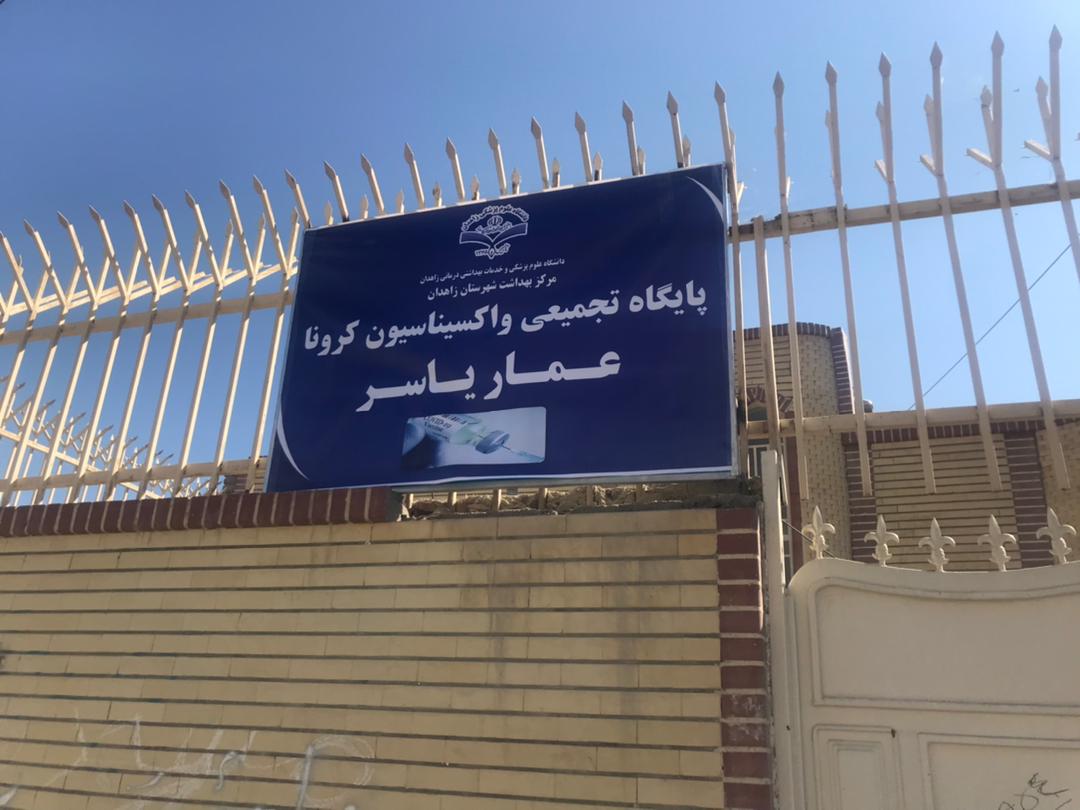 دانشگاه علوم پزشکی و خدمات بهداشتی درمانی زاهدان
مرکز بهداشت شهرستان زاهدان
پایگاه تجمیعی واکسیناسیون کرونا
عمار یاسر